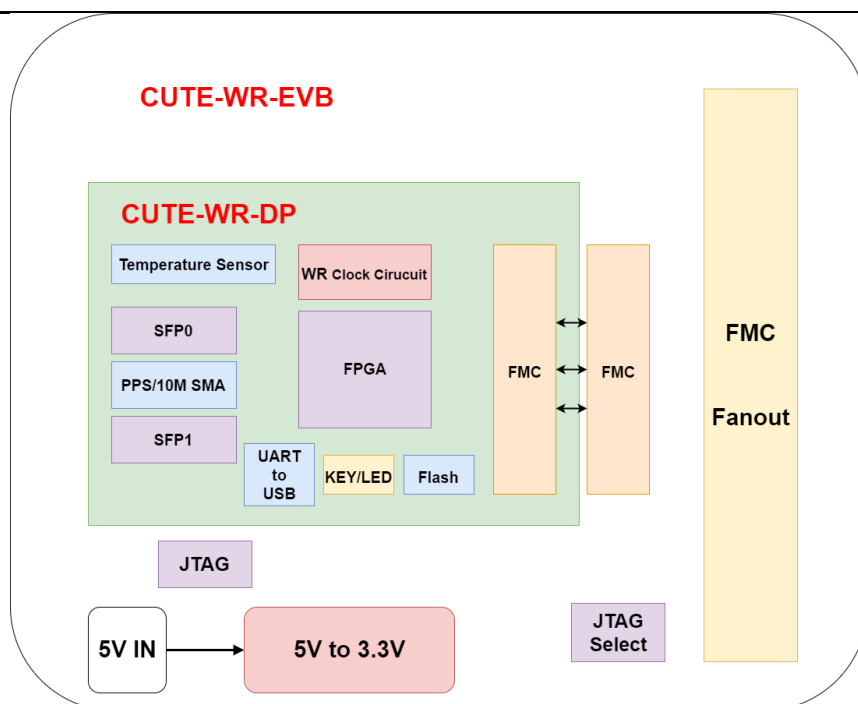 CUTE-WR-EVB
CUTE-WR-DP
Temperature Sensor
WR Clock Cirucuit
SFP0
PPS/10M SMA
SFP1
FPGA
FMC
FMC
FMC
Fanout
UART
to
USB
KEY/LED
Flash
JTAG
JTAG
Select
5V IN
5V to 3.3V